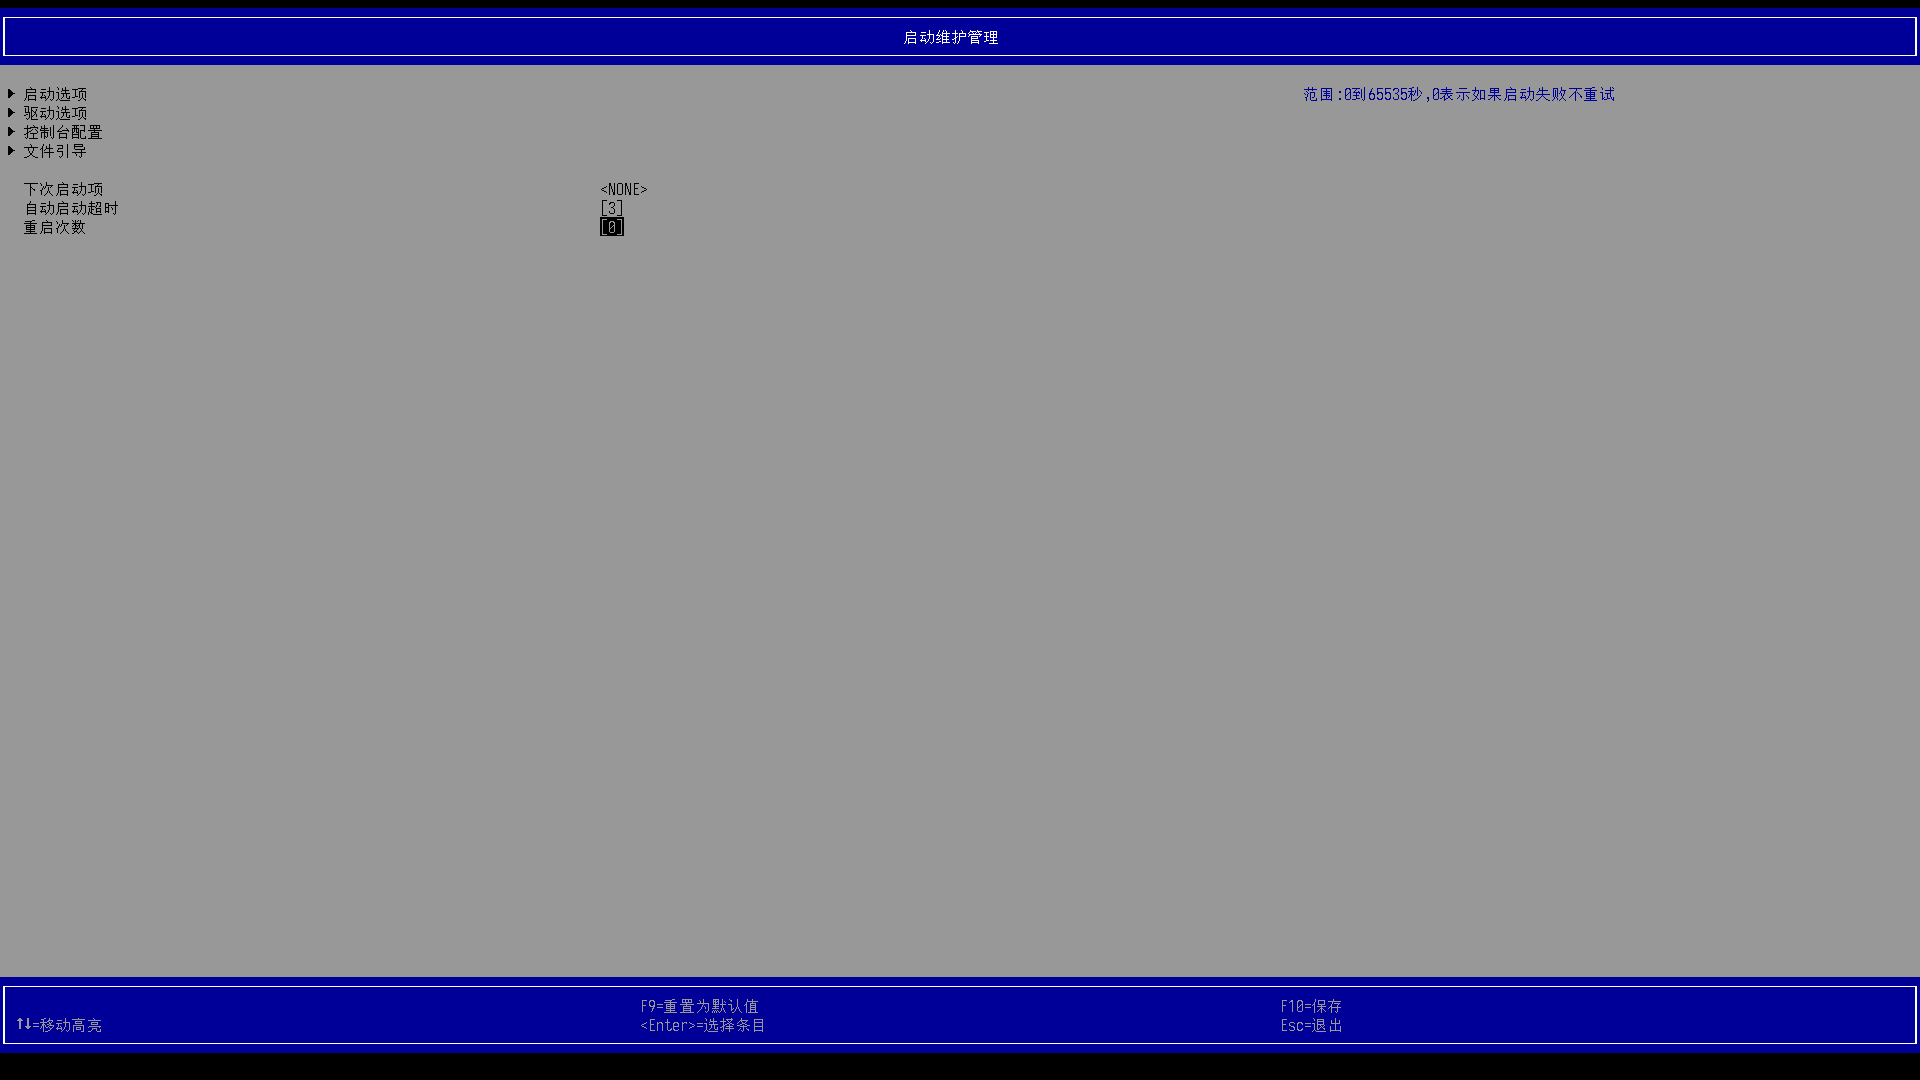 启动维护管理
启动选项
驱动选项
控制台配置
文件引导
范围:0到65535秒,0表示如果启动失败不重试
下次启动项 <NONE>
自动启动超时 [3]
重启次数 [0]
F9=重置为默认值 F10=保存
↑↓=移动高亮 <Enter>=选择条目 Esc=退出